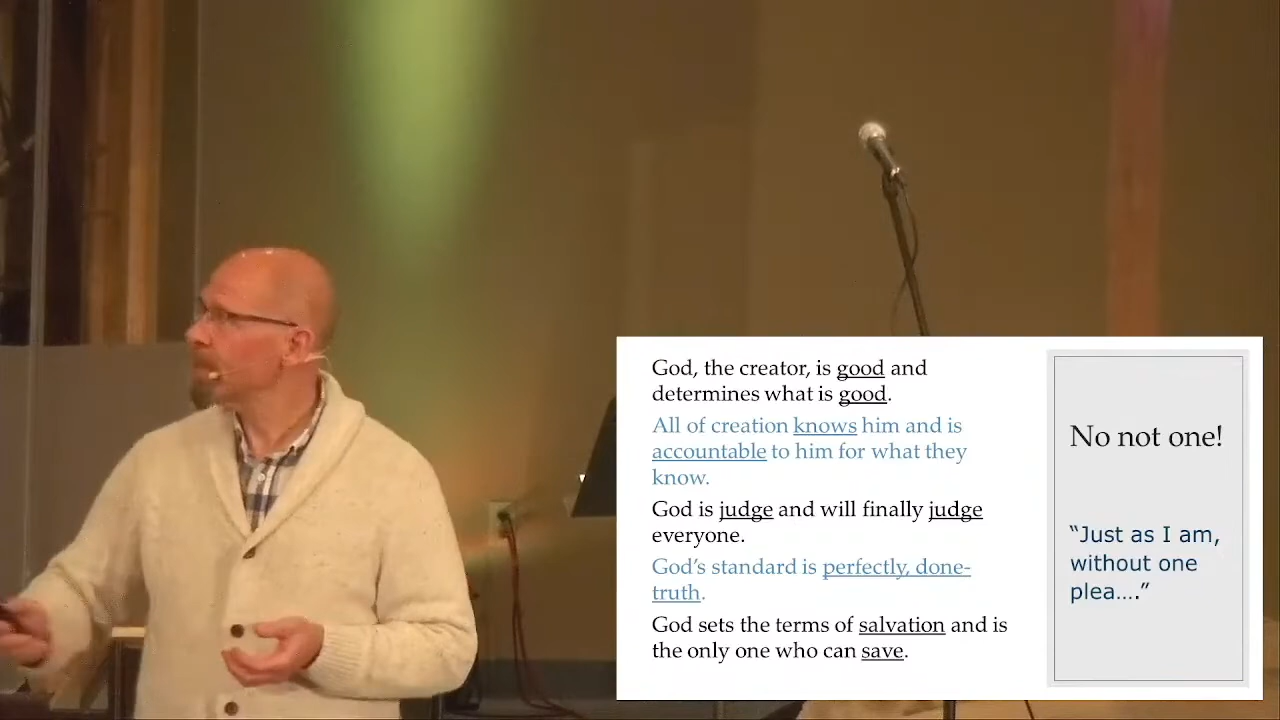 God, the creator, is good and
determines what is good.
All of creation knows him and is
accountable to him for what they
know.
God is judge and will finally judge
everyone.
God's standard is perfectly, done-
truth.
God sets the terms of salvation and is
the only one who can save.
No not one!
“Just as I am,
without one
plea….”